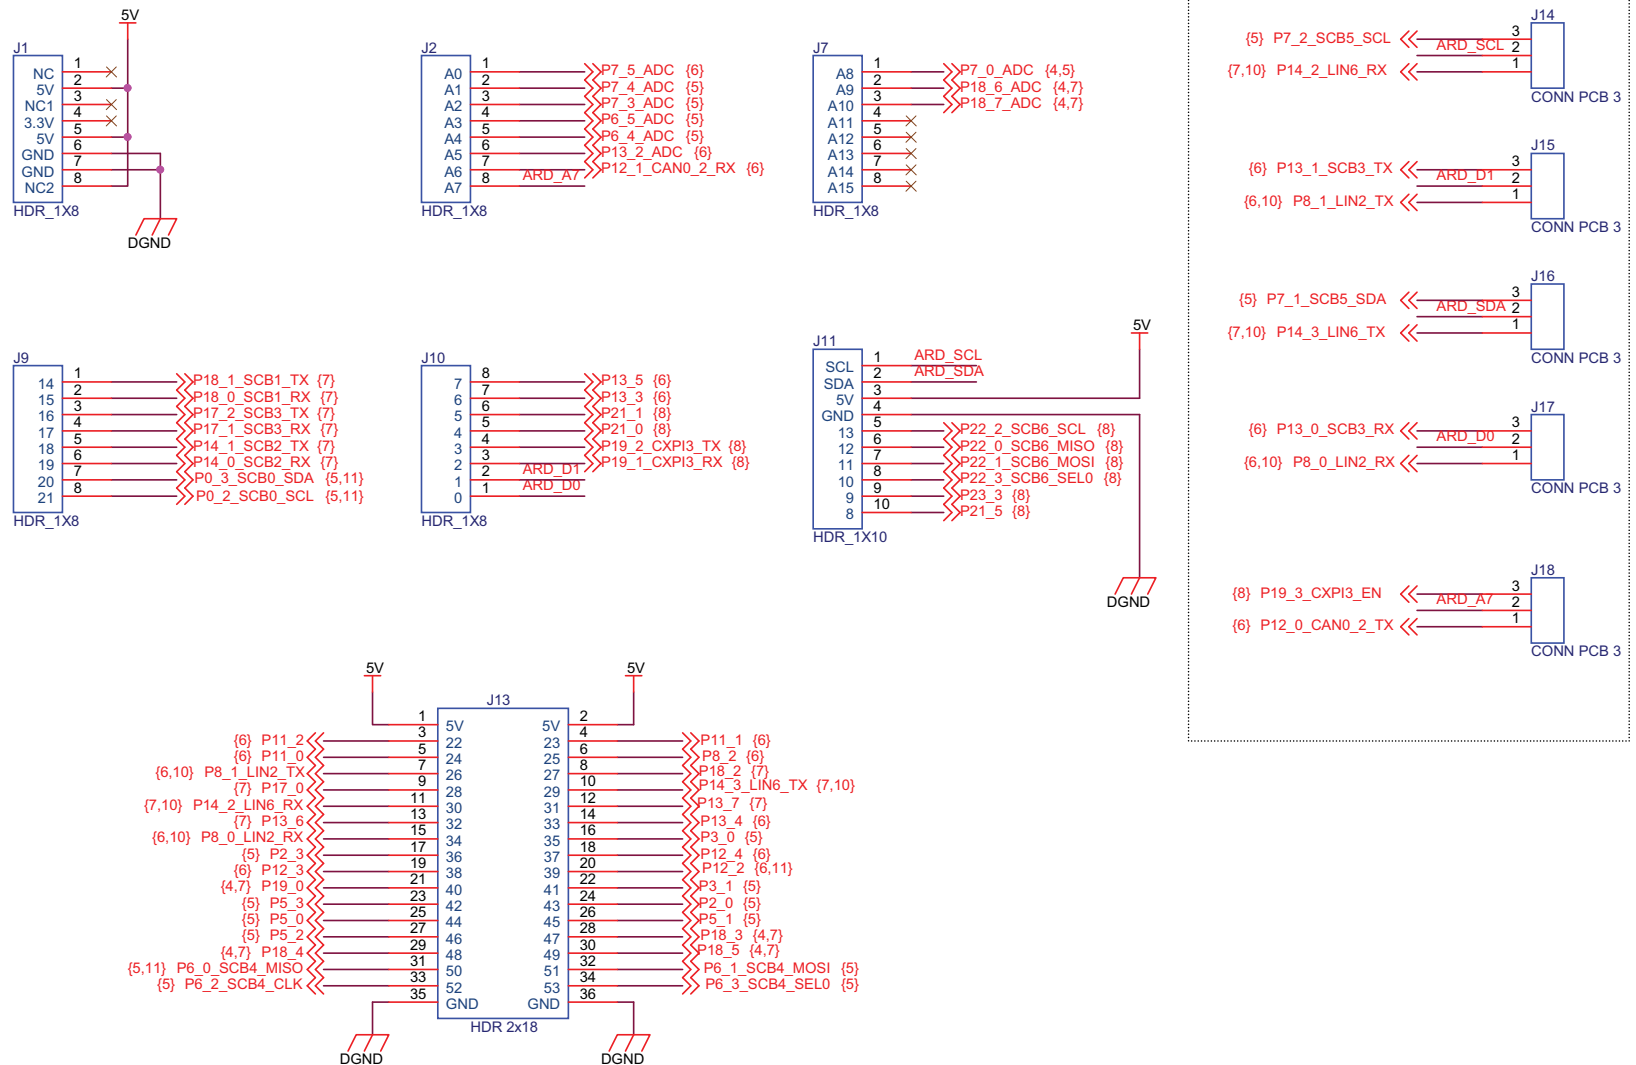 5V
J1
NC 1
5V 2
NC1 3
3.3V 4
5V 5
GND 6
GND 7
NC2 8
HDR_1X8
DGND
J2
A0 1 P7_5_ADC {6}
A1 2 P7_4_ADC {5}
A2 3 P7_3_ADC {5}
A3 4 P6_5_ADC {5}
A4 5 P6_4_ADC {5}
A5 6 P13_2_ADC {6}
A6 7 P12_1_CAN0_2_RX {6}
A7 8 ARD_A7
HDR_1X8
J7
A8 1 P7_0_ADC {4,5}
A9 2 P18_6_ADC {4,7}
A10 3 P18_7_ADC {4,7}
A11 4
A12 5
A13 6
A14 7
A15 8
HDR_1X8
J14
{5} P7_2_SCB5_SCL 3
ARD_SCL 2
{7,10} P14_2_LIN6_RX 1
CONN PCB 3
J15
{6} P13_1_SCB3_TX 3
ARD_D1 2
{6,10} P8_1_LIN2_TX 1
CONN PCB 3
J16
{5} P7_1_SCB5_SDA 3
ARD_SDA 2
{7,10} P14_3_LIN6_TX 1
CONN PCB 3
J17
{6} P13_0_SCB3_RX 3
ARD_D0 2
{6,10} P8_0_LIN2_RX 1
CONN PCB 3
J18
{8} P19_3_CXPI3_EN 3
ARD_A7 2
{6} P12_0_CAN0_2_TX 1
CONN PCB 3
J9
14 1 P18_1_SCB1_TX {7}
15 2 P18_0_SCB1_RX {7}
16 3 P17_2_SCB3_TX {7}
17 4 P17_1_SCB3_RX {7}
18 5 P14_1_SCB2_TX {7}
19 6 P14_0_SCB2_RX {7}
20 7 P0_3_SCB0_SDA {5,11}
21 8 P0_2_SCB0_SCL {5,11}
HDR_1X8
J10
7 8 P13_5 {6}
6 7 P13_3 {6}
5 6 P21_1 {8}
4 5 P21_0 {8}
3 4 P19_2_CXPI3_TX {8}
2 3 P19_1_CXPI3_RX {8}
1 2 ARD_D1
0 1 ARD_D0
HDR_1X8
5V
J11
SCL 1 ARD_SCL
SDA 2 ARD_SDA
5V 3
GND 4
13 5 P22_2_SCB6_SCL {8}
12 6 P22_0_SCB6_MISO {8}
11 7 P22_1_SCB6_MOSI {8}
10 8 P22_3_SCB6_SEL0 {8}
9 9 P23_3 {8}
8 10 P21_5 {8}
HDR_1X10
DGND
5V 5V
J13
1 5V 5V 2
{6} P11_2 3 22 23 4 P11_1 {6}
{6} P11_0 5 24 25 6 P8_2 {6}
{6,10} P8_1_LIN2_TX 7 26 27 8 P18_2 {7}
{7} P17_0 9 28 29 10 P14_3_LIN6_TX {7,10}
{7,10} P14_2_LIN6_RX 11 30 31 12 P13_7 {7}
{7} P13_6 13 32 33 14 P13_4 {6}
{6,10} P8_0_LIN2_RX 15 34 35 16 P3_0 {5}
{5} P2_3 17 36 37 18 P12_4 {6}
{6} P12_3 19 38 39 20 P12_2 {6,11}
{4,7} P19_0 21 40 41 22 P3_1 {5}
{5} P5_3 23 42 43 24 P2_0 {5}
{5} P5_0 25 44 45 26 P5_1 {5}
{5} P5_2 27 46 47 28 P18_3 {4,7}
{4,7} P18_4 29 48 49 30 P18_5 {4,7}
{5,11} P6_0_SCB4_MISO 31 50 51 32 P6_1_SCB4_MOSI {5}
{5} P6_2_SCB4_CLK 33 52 53 34 P6_3_SCB4_SEL0 {5}
35 GND GND 36
HDR 2x18
DGND DGND